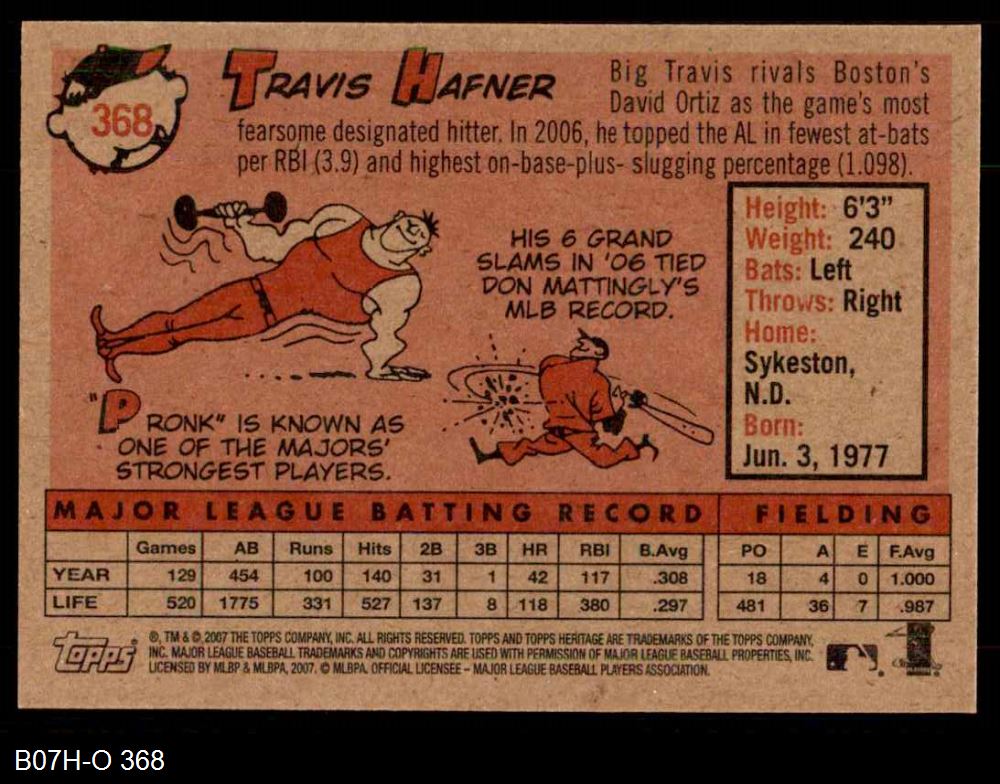 368
TRAVIS HAFNER
Big Travis rivals Boston's
David Ortiz as the game's most
fearsome designated hitter. In 2006, he topped the AL in fewest at-bats
per RBI (3.9) and highest on-base-plus- slugging percentage (1.098).
HIS 6 GRAND
SLAMS IN '06 TIED
DON MATTINGLY'S
MLB RECORD.
"PRONK" IS KNOWN AS
ONE OF THE MAJORS'
STRONGEST PLAYERS.
Height: 6'3"
Weight: 240
Bats: Left
Throws: Right
Home:
Sykeston,
N.D.
Born:
Jun. 3, 1977
MAJOR LEAGUE BATTING RECORD FIELDING
Games AB Runs Hits 2B 3B HR RBI B.Avg PO A E F.Avg
YEAR 129 454 100 140 31 1 42 117 .308 18 4 0 1.000
LIFE 520 1775 331 527 137 8 118 380 .297 481 36 7 .987
Topps
®, TM & © 2007 THE TOPPS COMPANY, INC. ALL RIGHTS RESERVED. TOPPS AND TOPPS HERITAGE ARE TRADEMARKS OF THE TOPPS COMPANY,
INC. MAJOR LEAGUE BASEBALL TRADEMARKS AND COPYRIGHTS ARE USED WITH PERMISSION OF MAJOR LEAGUE BASEBALL PROPERTIES, INC.
LICENSED BY MLBP & MLBPA, 2007. © MLBPA. OFFICIAL LICENSEE – MAJOR LEAGUE BASEBALL PLAYERS ASSOCIATION.
B07H-O 368